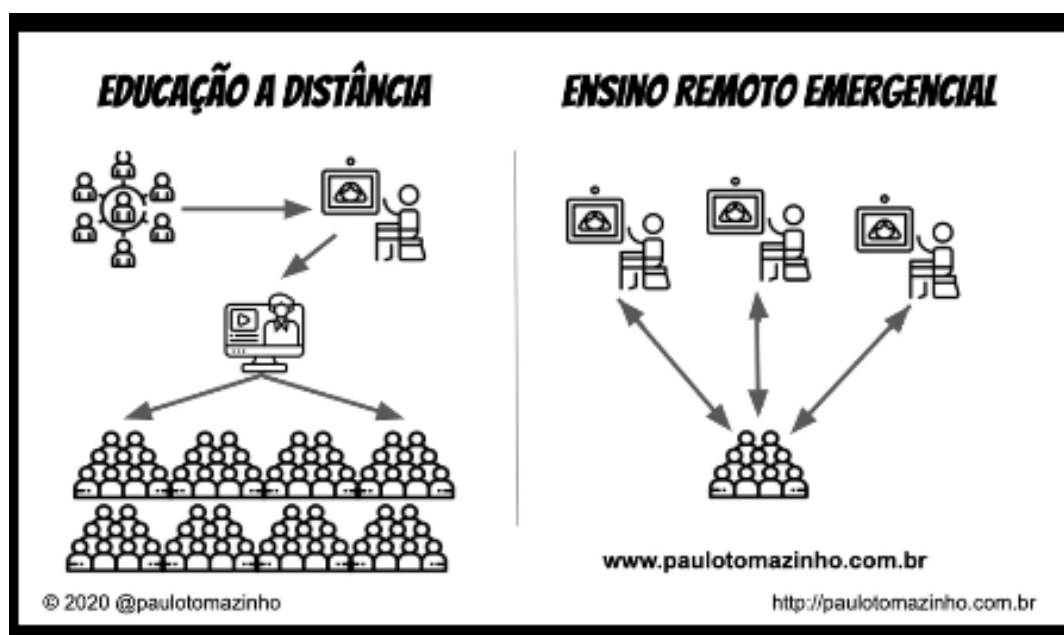 EDUCAÇÃO A DISTÂNCIA
ENSINO REMOTO EMERGENCIAL
www.paulotomazinho.com.br
© 2020 @paulotomazinho
http://paulotomazinho.com.br